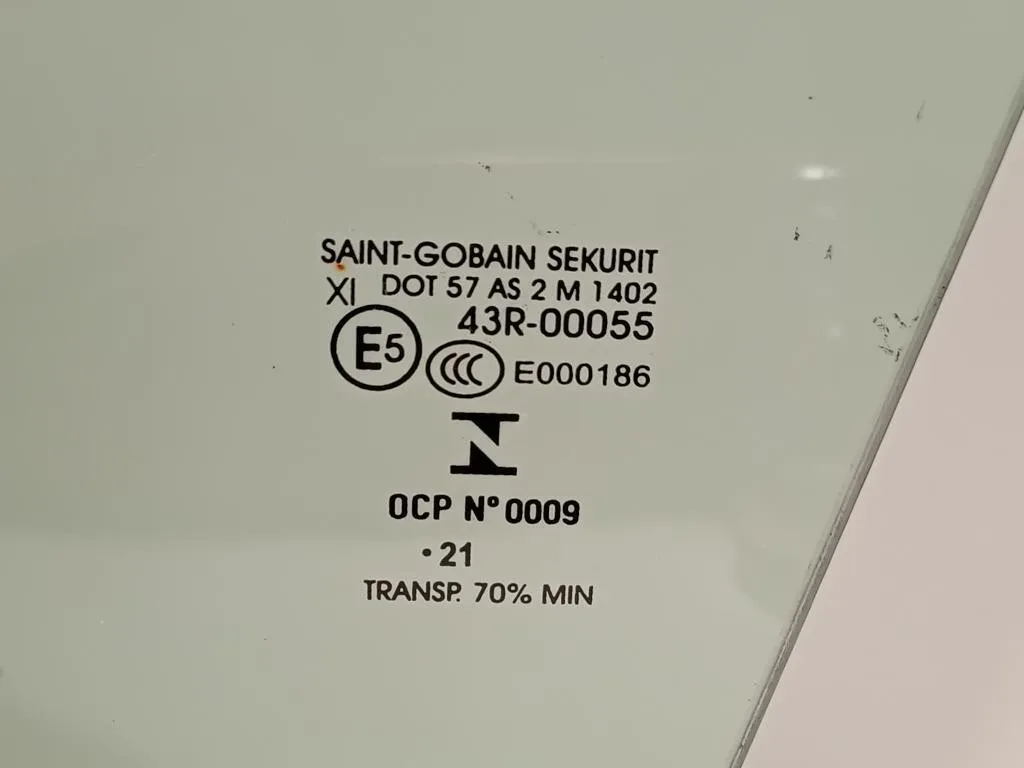 SAINT-GOBAIN SEKURIT
XI DOT 57 AS 2 M 1402
43R-00055
E5 CCC E000186
N
OCP Nº 0009
·21
TRANSP. 70% MIN